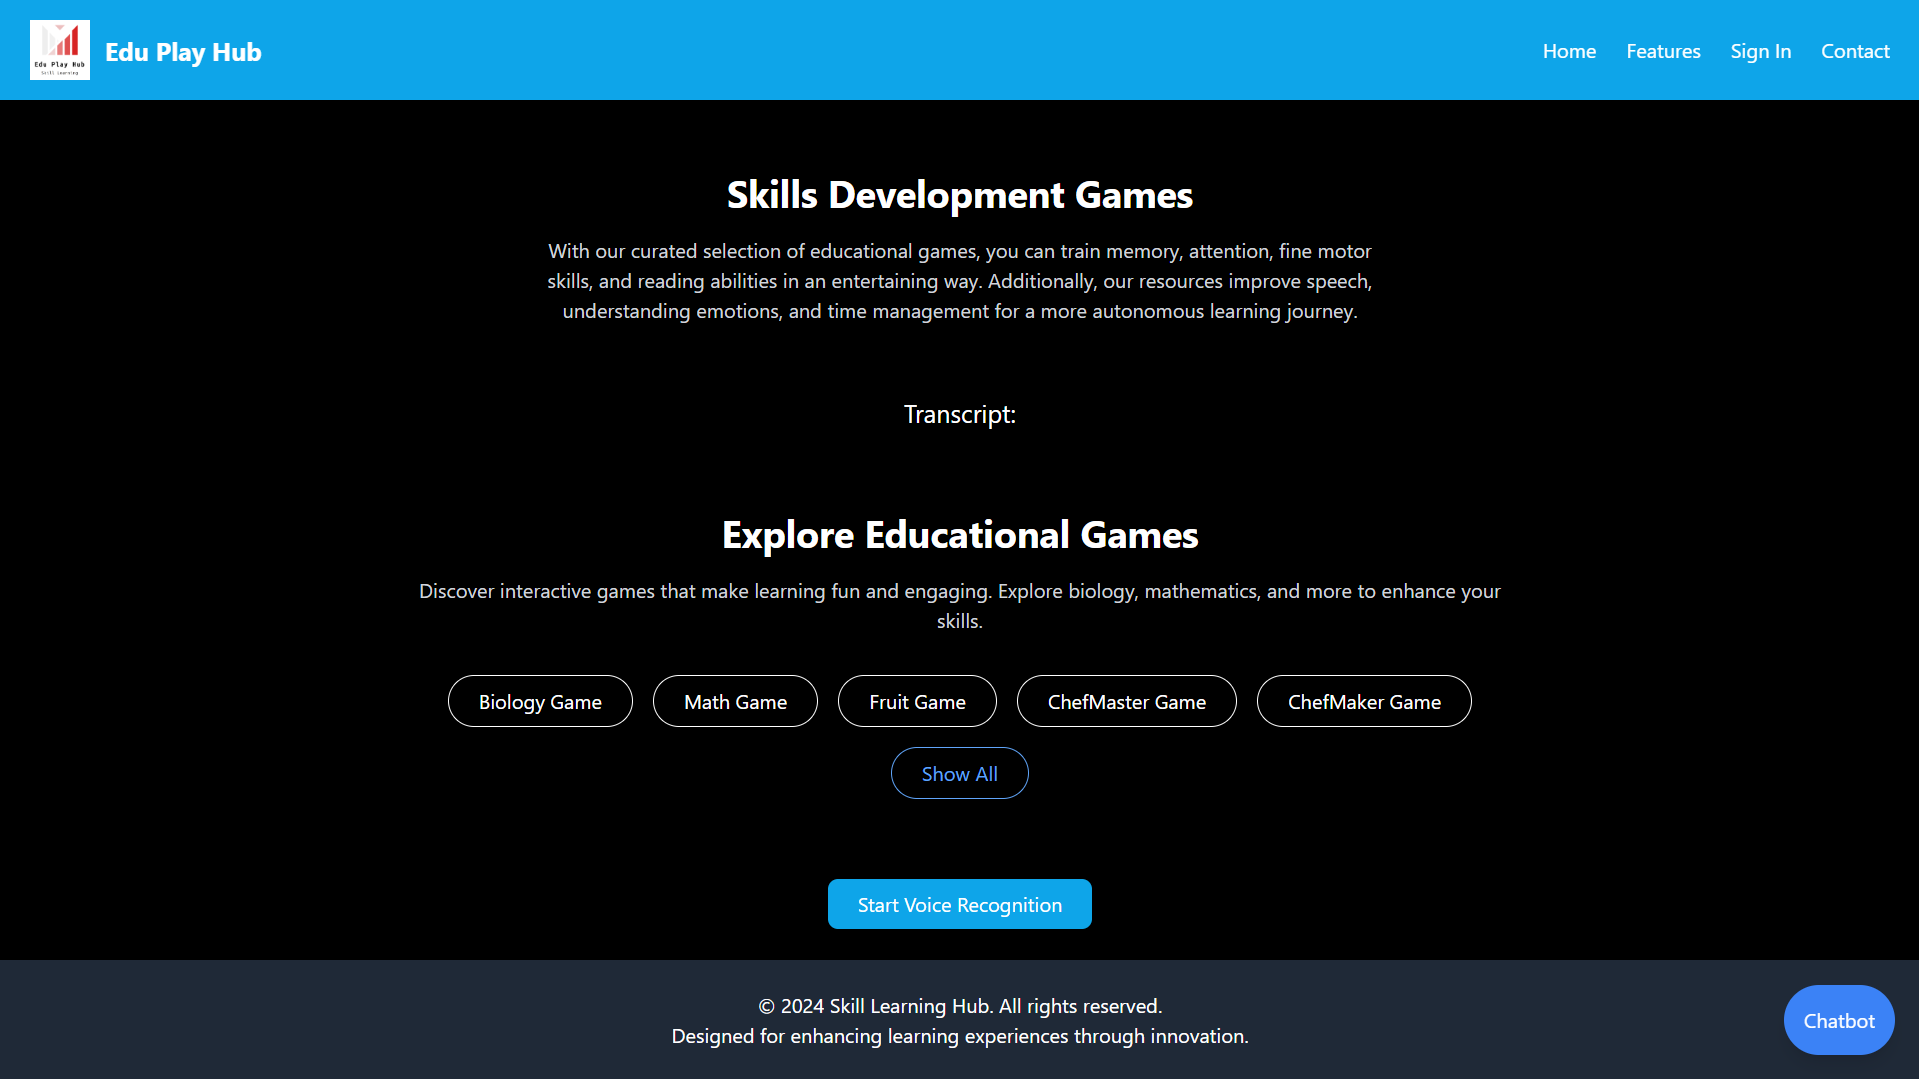 Edu Play Hub
Skill Learning
Edu Play Hub
Home
Features
Sign In
Contact
Skills Development Games
With our curated selection of educational games, you can train memory, attention, fine motor
skills, and reading abilities in an entertaining way. Additionally, our resources improve speech,
understanding emotions, and time management for a more autonomous learning journey.
Transcript:
Explore Educational Games
Discover interactive games that make learning fun and engaging. Explore biology, mathematics, and more to enhance your
skills.
Biology Game
Math Game
Fruit Game
ChefMaster Game
ChefMaker Game
Show All
Start Voice Recognition
© 2024 Skill Learning Hub. All rights reserved.
Designed for enhancing learning experiences through innovation.
Chatbot